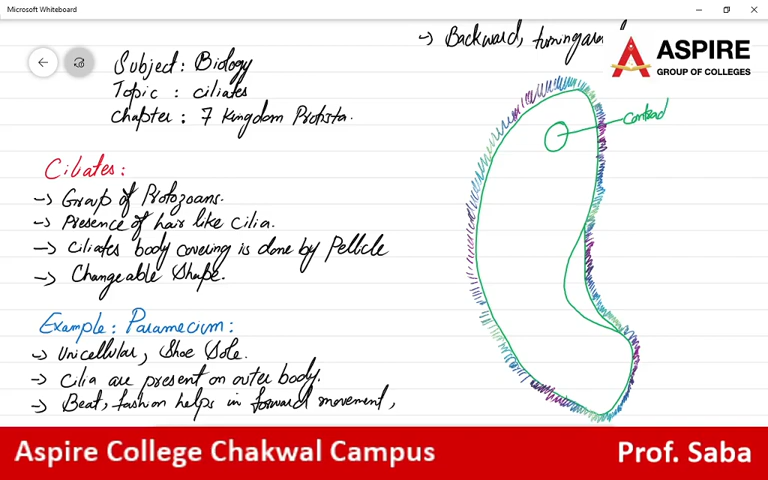 Microsoft Whiteboard
-> Backward, turning
ASPIRE
GROUP OF COLLEGES
Subject: Biology
Topic : ciliates
Chapter : 7 Kingdom Protista.
Ciliates:
-> Group of Protozoans.
-> Presence of hair like cilia.
-> Ciliates body covering is done by Pellicle
-> Changeable Shape.
Example: Paramecium:
-> Unicellular, Shoe Sole.
-> Cilia are present on outer body.
-> Beat, fashion helps in forward movement,
Aspire College Chakwal Campus
Prof. Saba